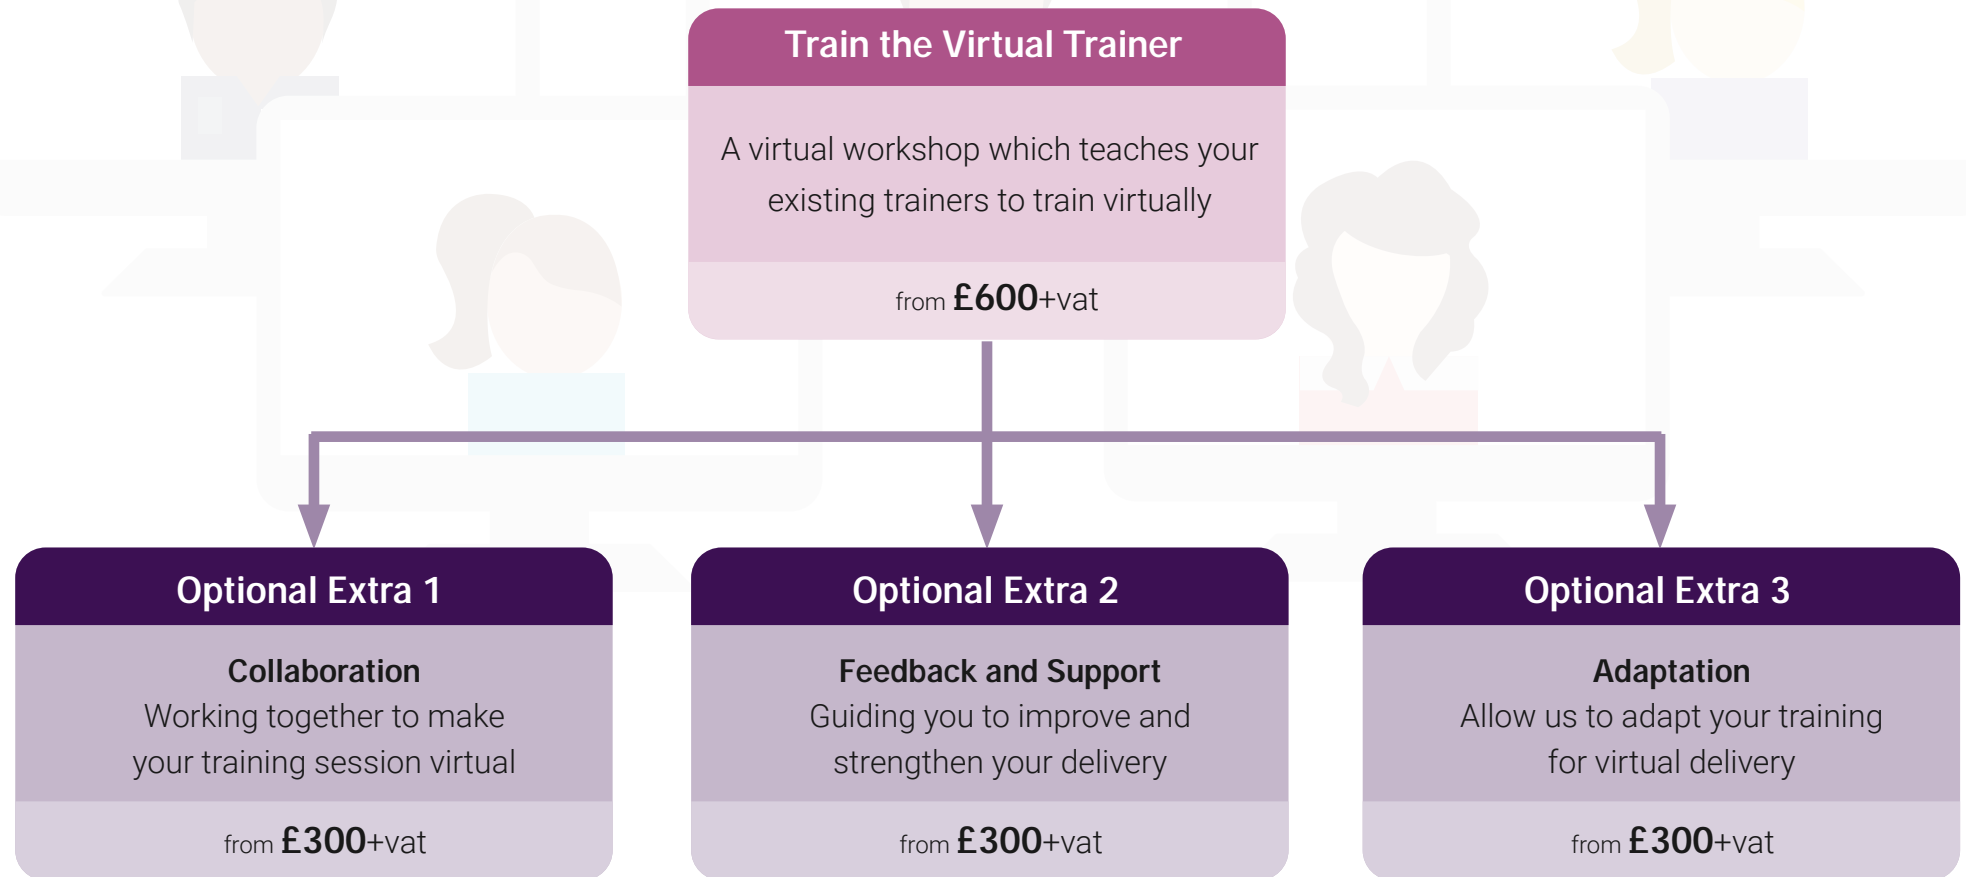 Train the Virtual Trainer
A virtual workshop which teaches your
existing trainers to train virtually
from £600+vat
Optional Extra 1
Collaboration
Working together to make
your training session virtual
from £300+vat
Optional Extra 2
Feedback and Support
Guiding you to improve and
strengthen your delivery
from £300+vat
Optional Extra 3
Adaptation
Allow us to adapt your training
for virtual delivery
from £300+vat